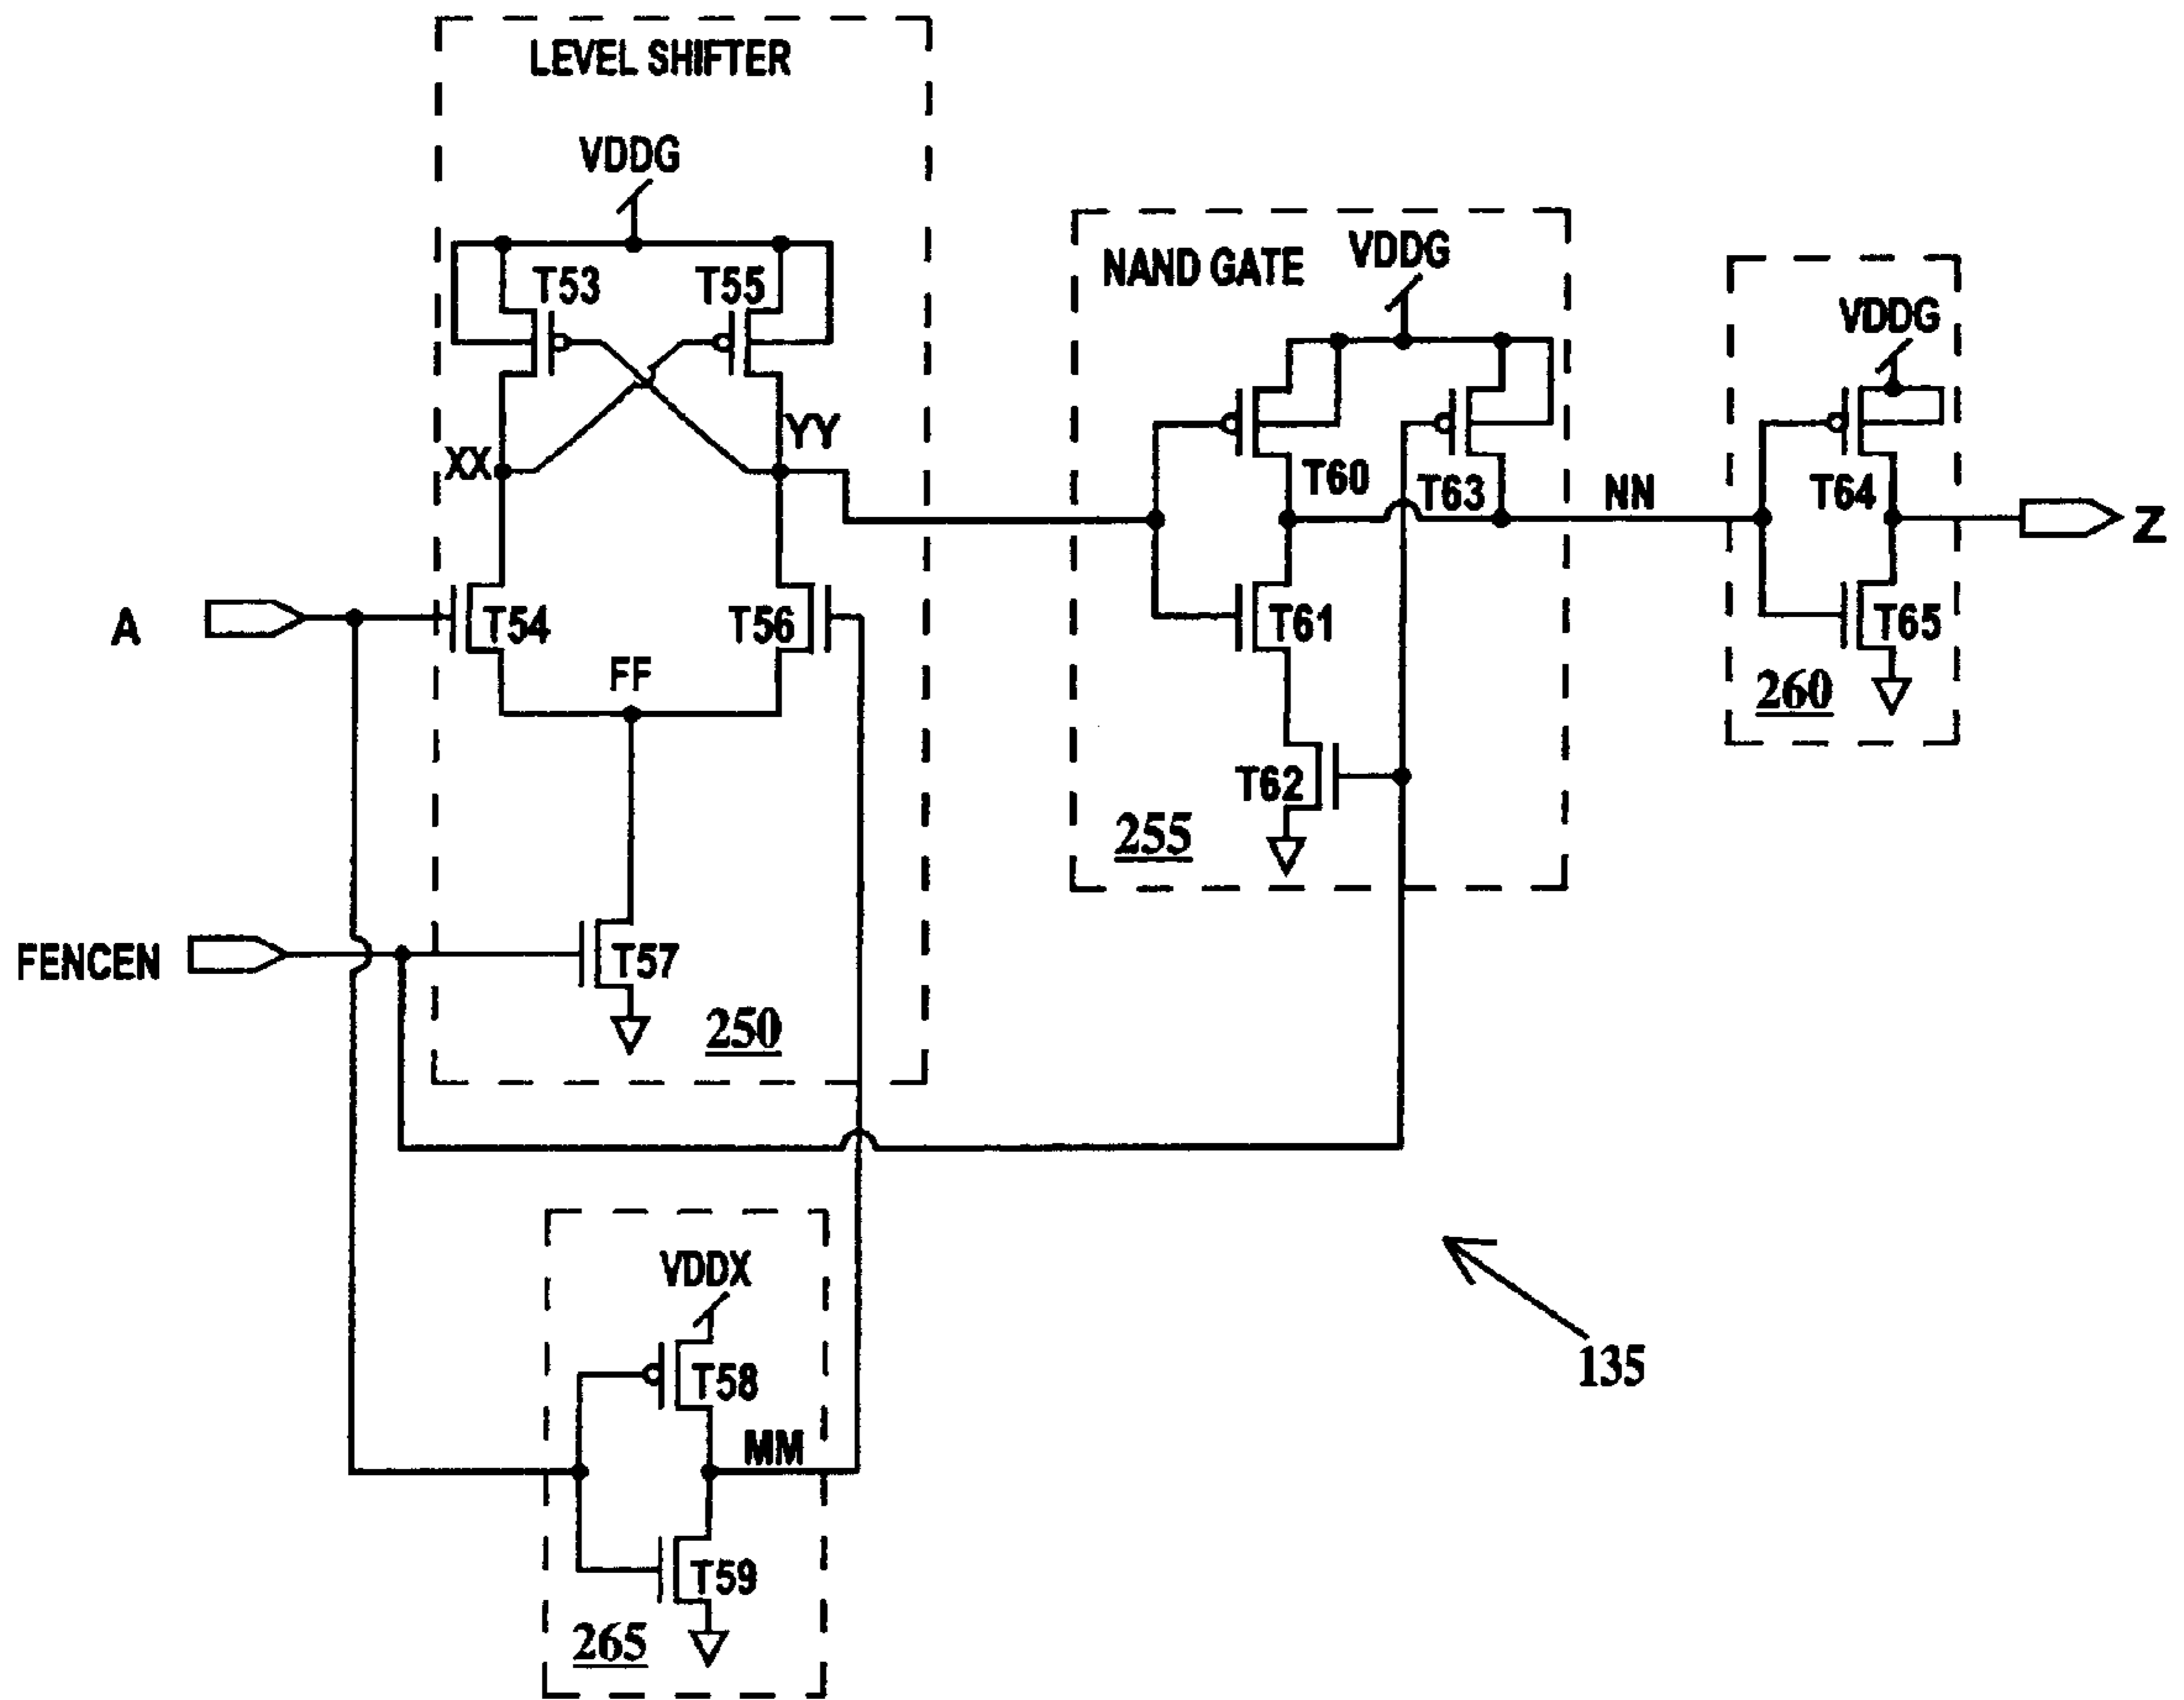 LEVEL SHIFTER
VDDG
T53
T55
XX
YY
A
T54
T56
FF
FENCEN
T57
250
NAND GATE
VDDG
T60
T63
T61
T62
255
NN
VDDG
T64
T65
260
Z
VDDX
T58
MM
T59
265
135